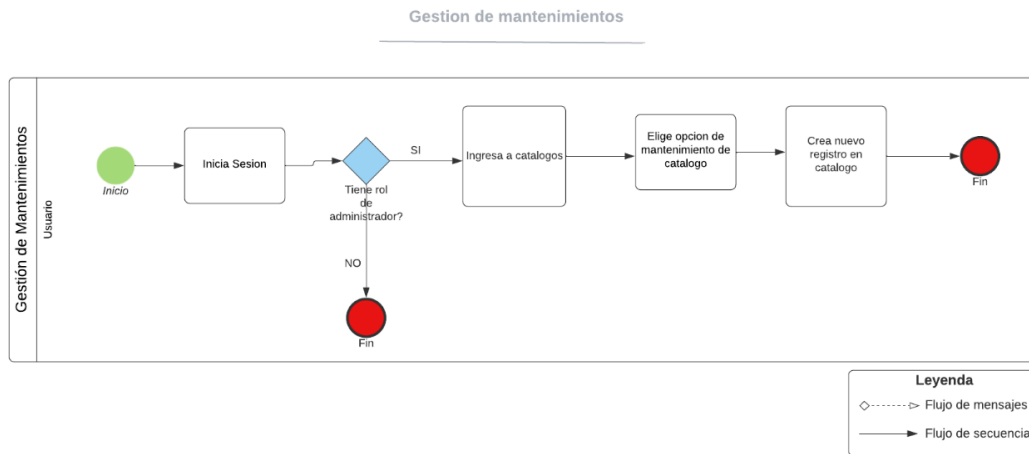 Gestion de mantenimientos
Gestión de Mantenimientos
Usuario
Inicio
Inicia Sesion
Tiene rol
de
administrador?
SI
NO
Fin
Ingresa a catalogos
Elige opcion de
mantenimiento de
catalogo
Crea nuevo
registro en
catalogo
Fin
Leyenda
Flujo de mensajes
Flujo de secuencia